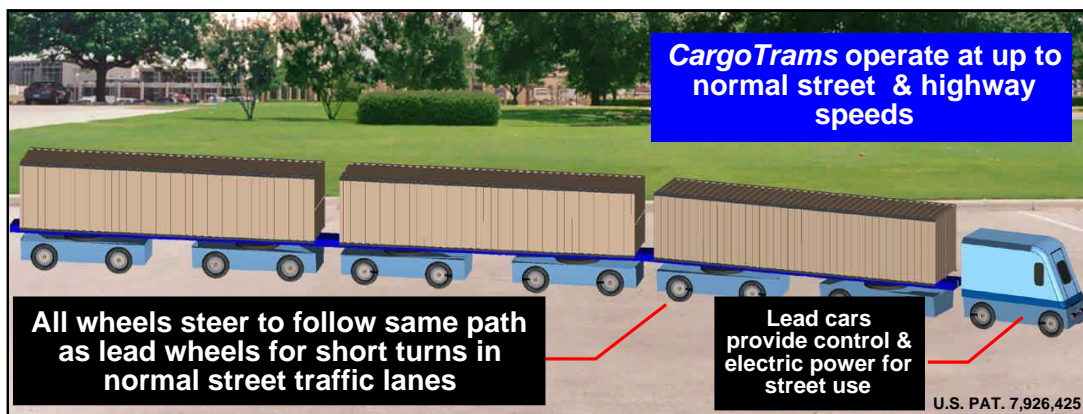 CargoTrams operate at up to
normal street & highway
speeds
All wheels steer to follow same path
as lead wheels for short turns in
normal street traffic lanes
Lead cars
provide control &
electric power for
street use
U.S. PAT. 7,926,425